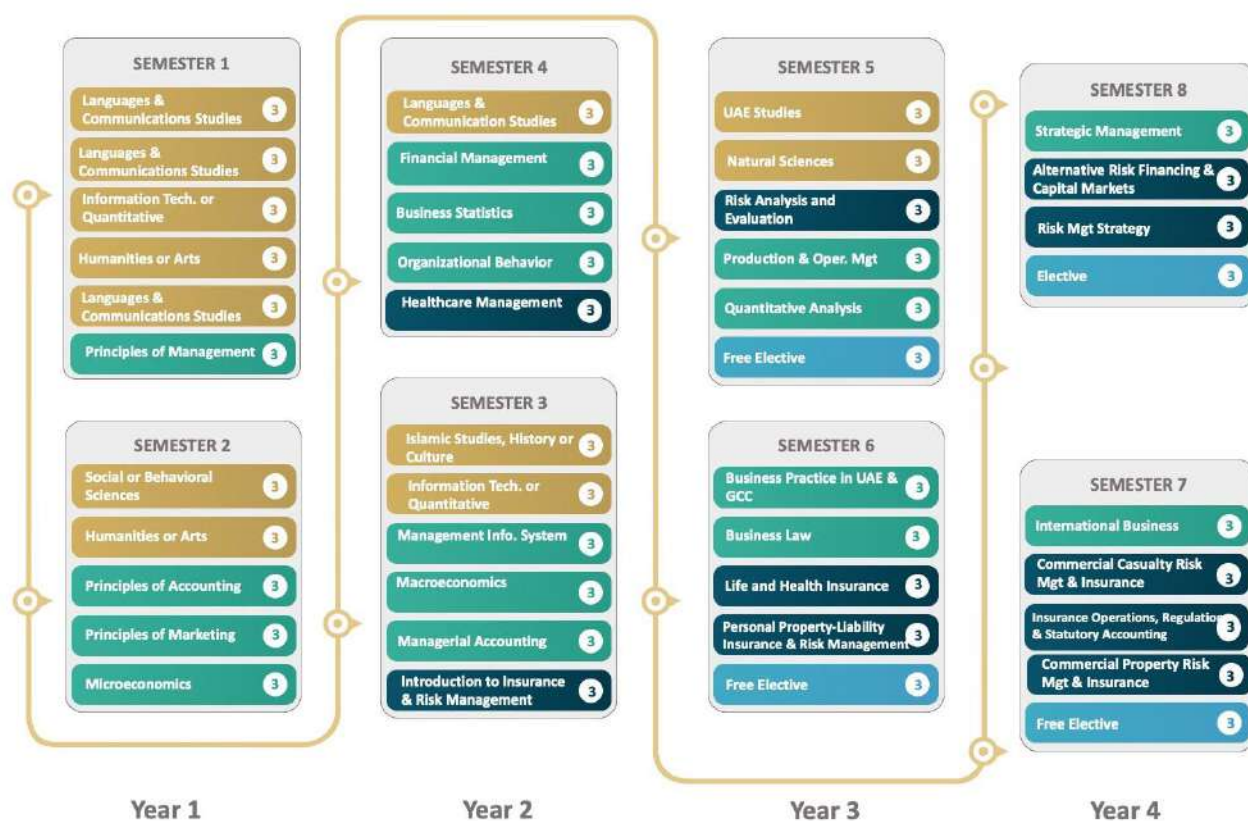 SEMESTER 1
Languages &
Communications Studies
3
Languages &
Communications Studies
3
Information Tech. or
Quantitative
3
Humanities or Arts
3
Languages &
Communications Studies
3
Principles of Management
3
SEMESTER 2
Social or Behavioral
Sciences
3
Humanities or Arts
3
Principles of Accounting
3
Principles of Marketing
3
Microeconomics
3
Year 1
SEMESTER 4
Languages &
Communication Studies
3
Financial Management
3
Business Statistics
3
Organizational Behavior
3
Healthcare Management
3
SEMESTER 3
Islamic Studies, History or
Culture
3
Information Tech. or
Quantitative
3
Management Info. System
3
Macroeconomics
3
Managerial Accounting
3
Introduction to Insurance
& Risk Management
3
Year 2
SEMESTER 5
UAE Studies
3
Natural Sciences
3
Risk Analysis and
Evaluation
3
Production & Oper. Mgt
3
Quantitative Analysis
3
Free Elective
3
SEMESTER 6
Business Practice in UAE &
GCC
3
Business Law
3
Life and Health Insurance
3
Personal Property-Liability
Insurance & Risk Management
3
Free Elective
3
Year 3
SEMESTER 8
Strategic Management
3
Alternative Risk Financing &
Capital Markets
3
Risk Mgt Strategy
3
Elective
3
SEMESTER 7
International Business
3
Commercial Casualty Risk
Mgt & Insurance
3
Insurance Operations, Regulation
& Statutory Accounting
3
Commercial Property Risk
Mgt & Insurance
3
Free Elective
3
Year 4